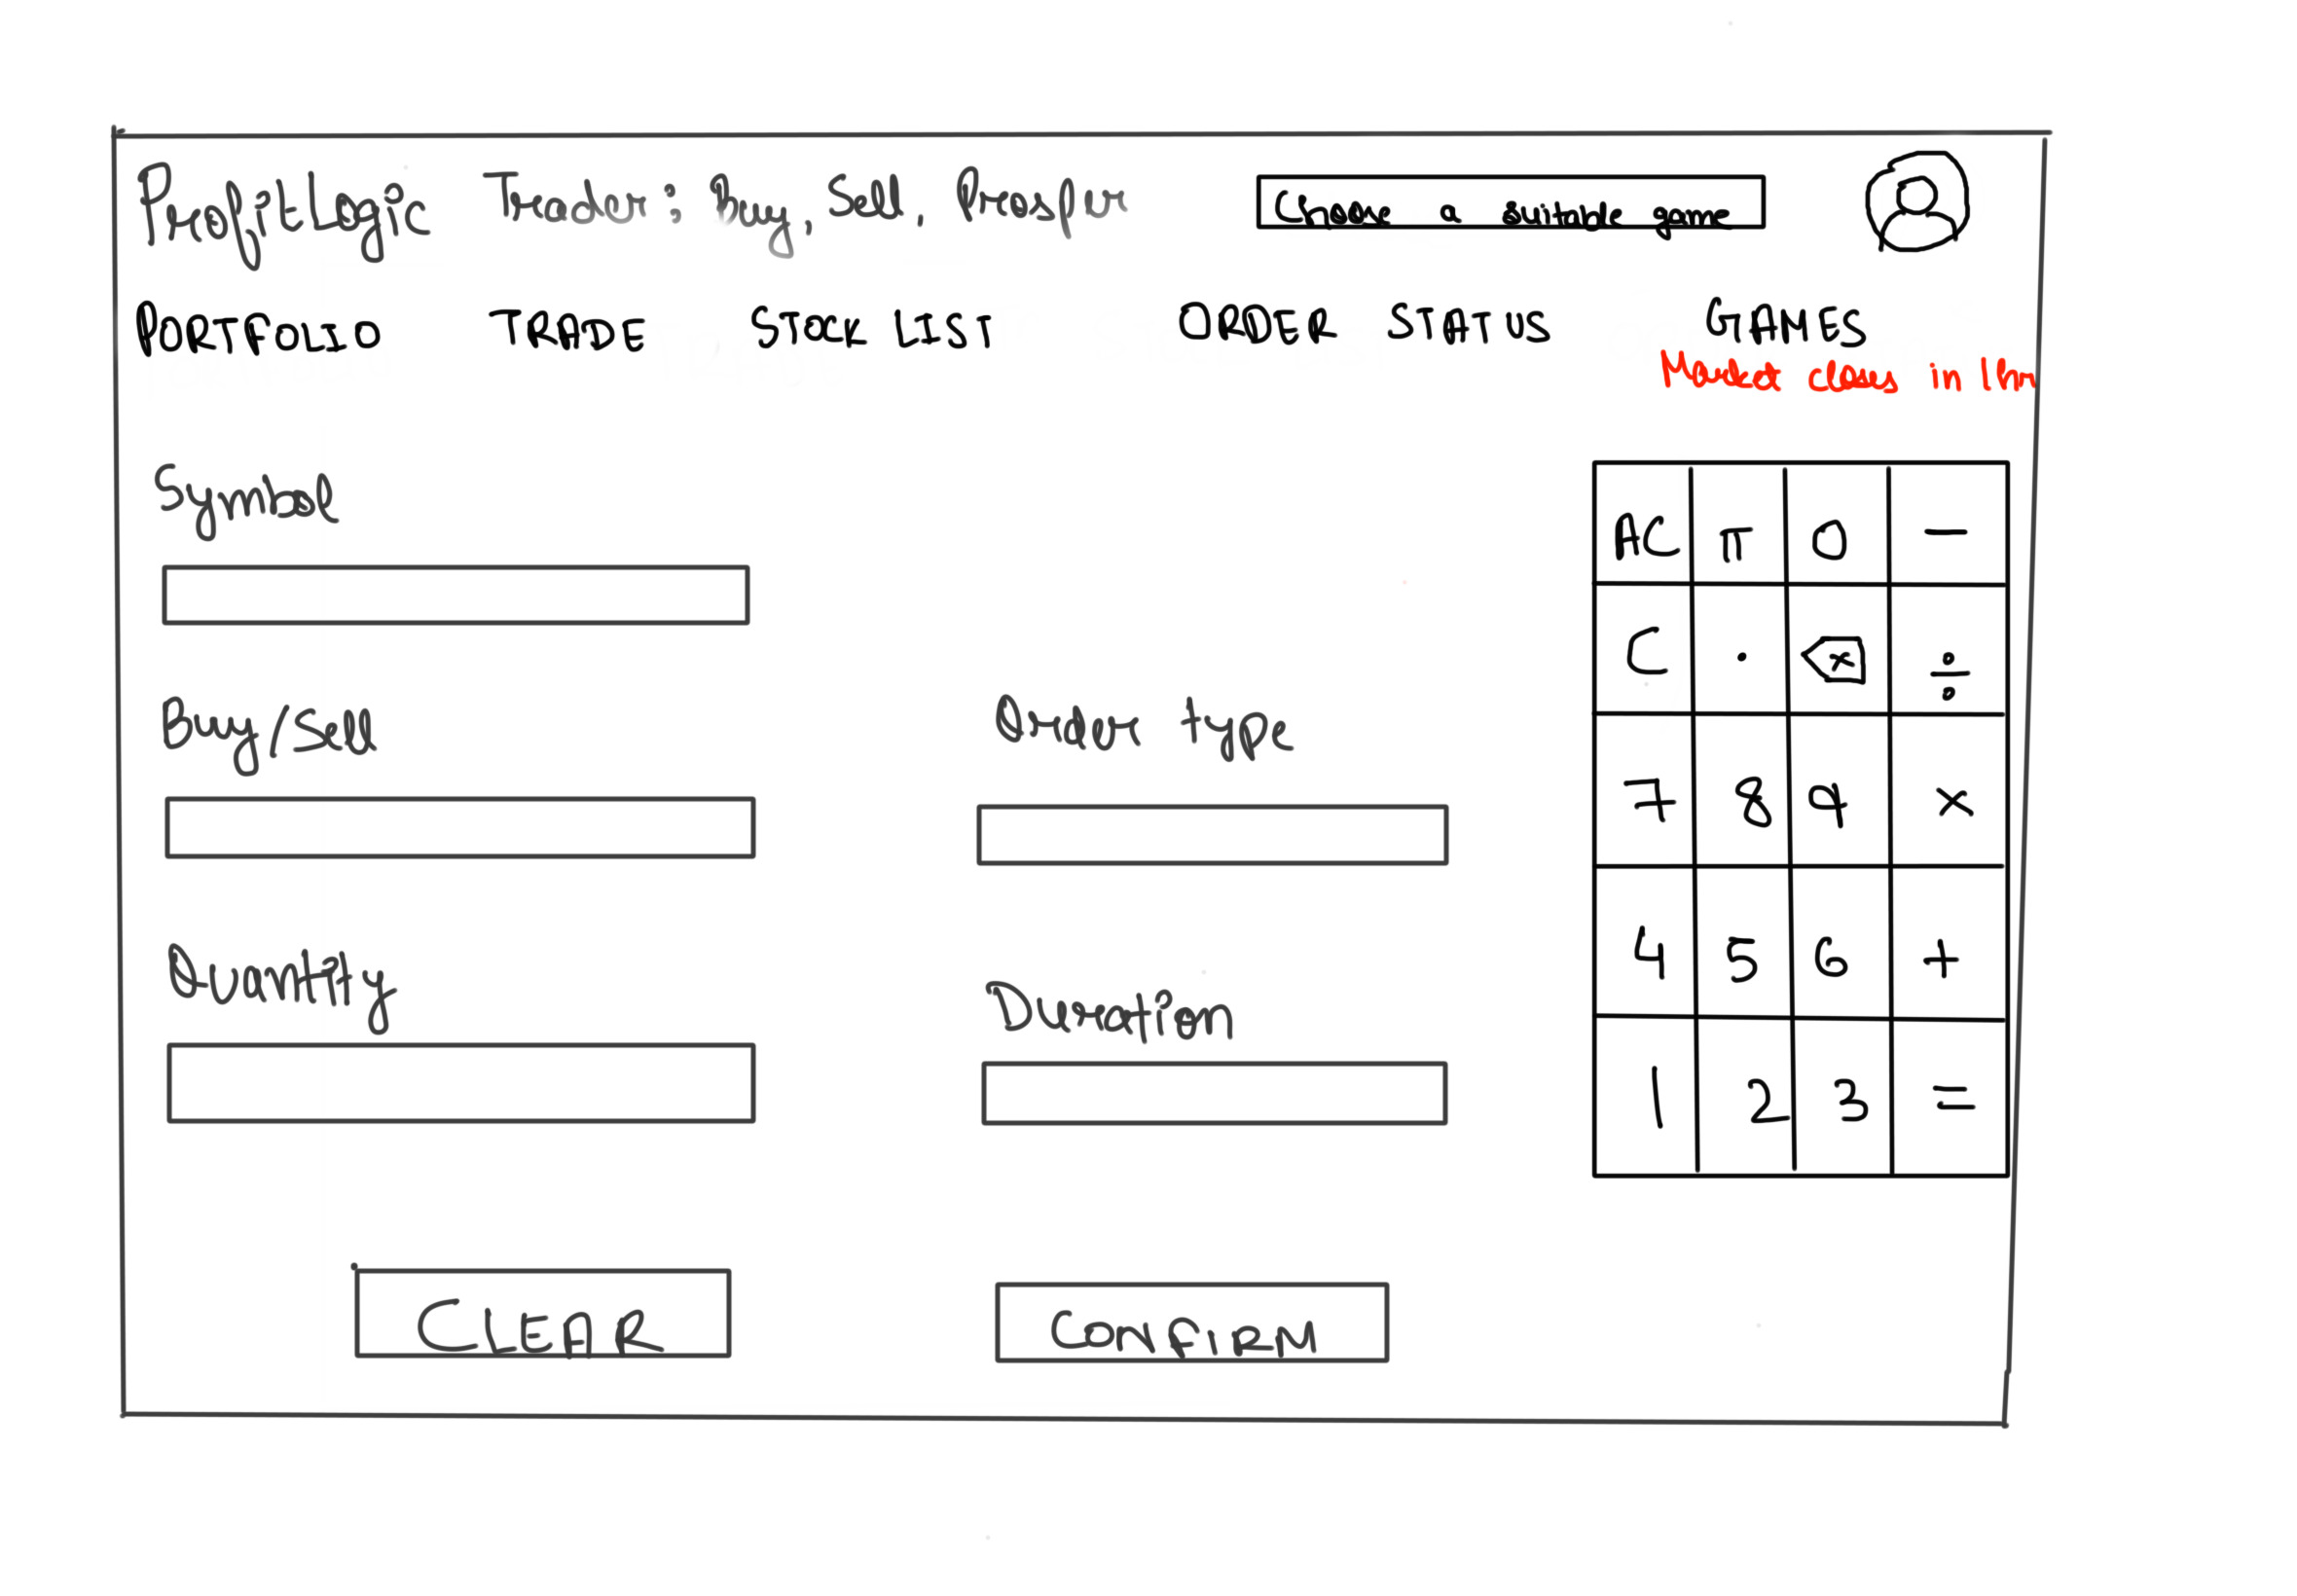 ProfitLogic Trader: Buy, Sell, Prosper
Choose a suitable game
PORTFOLIO TRADE STOCK LIST ORDER STATUS GAMES
Market closes in 1hr
Symbol
Buy/Sell
Order type
Quantity
Duration
CLEAR
CONFIRM
AC π 0 −
C . x ÷
7 8 9 ×
4 5 6 +
1 2 3 =